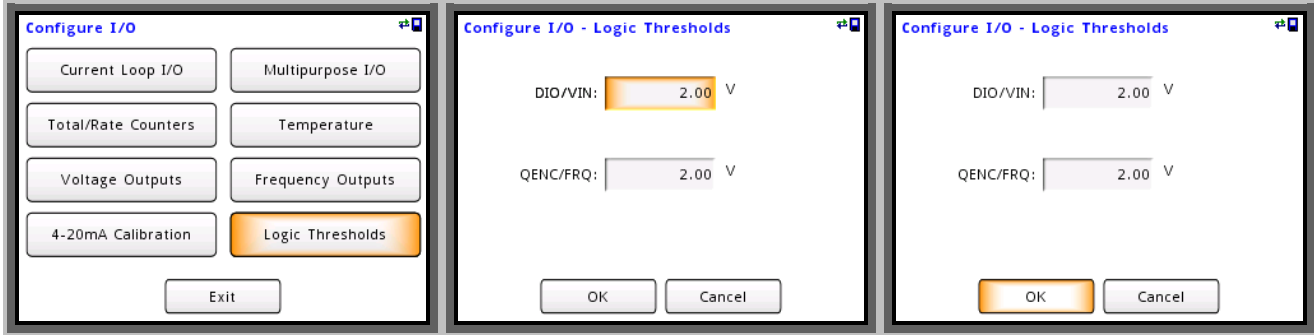 Configure I/O
Current Loop I/O
Multipurpose I/O
Total/Rate Counters
Temperature
Voltage Outputs
Frequency Outputs
4-20mA Calibration
Logic Thresholds
Exit
Configure I/O - Logic Thresholds
DIO/VIN: 2.00 V
QENC/FRQ: 2.00 V
OK
Cancel
Configure I/O - Logic Thresholds
DIO/VIN: 2.00 V
QENC/FRQ: 2.00 V
OK
Cancel